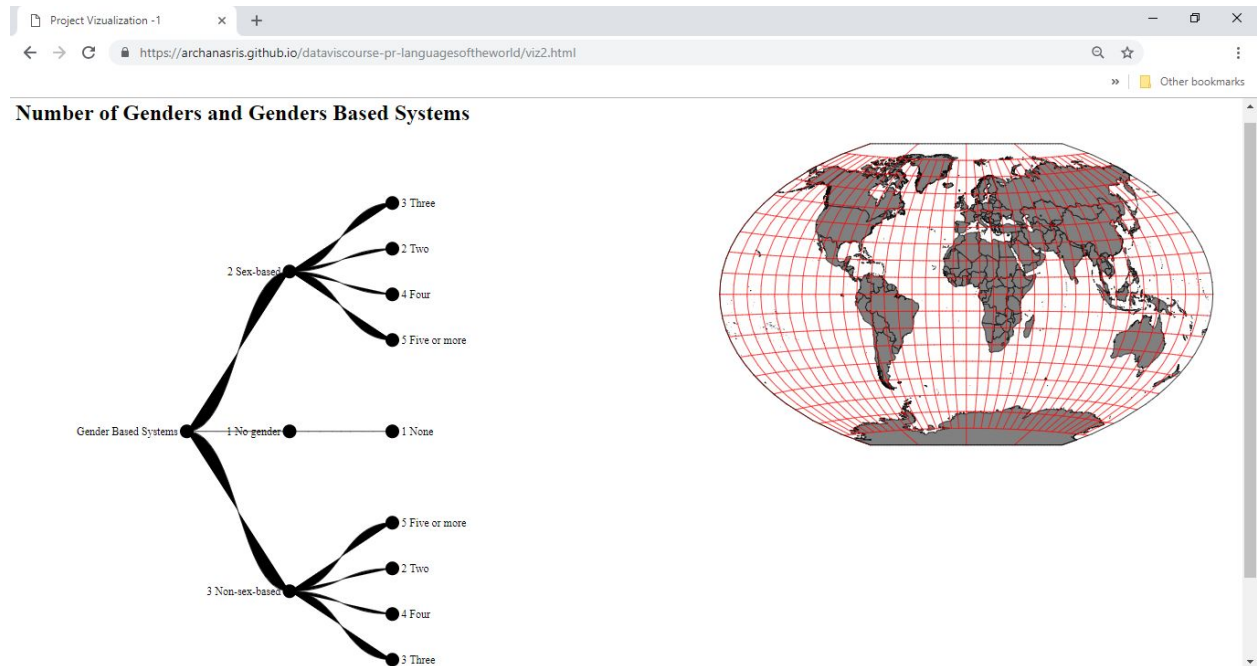 Project Vizualization -1
https://archanasris.github.io/dataviscourse-pr-languagesoftheworld/viz2.html
» Other bookmarks
Number of Genders and Genders Based Systems
3 Three
2 Two
2 Sex-based
4 Four
5 Five or more
Gender Based Systems
1 No gender
1 None
5 Five or more
2 Two
3 Non-sex-based
4 Four
3 Three